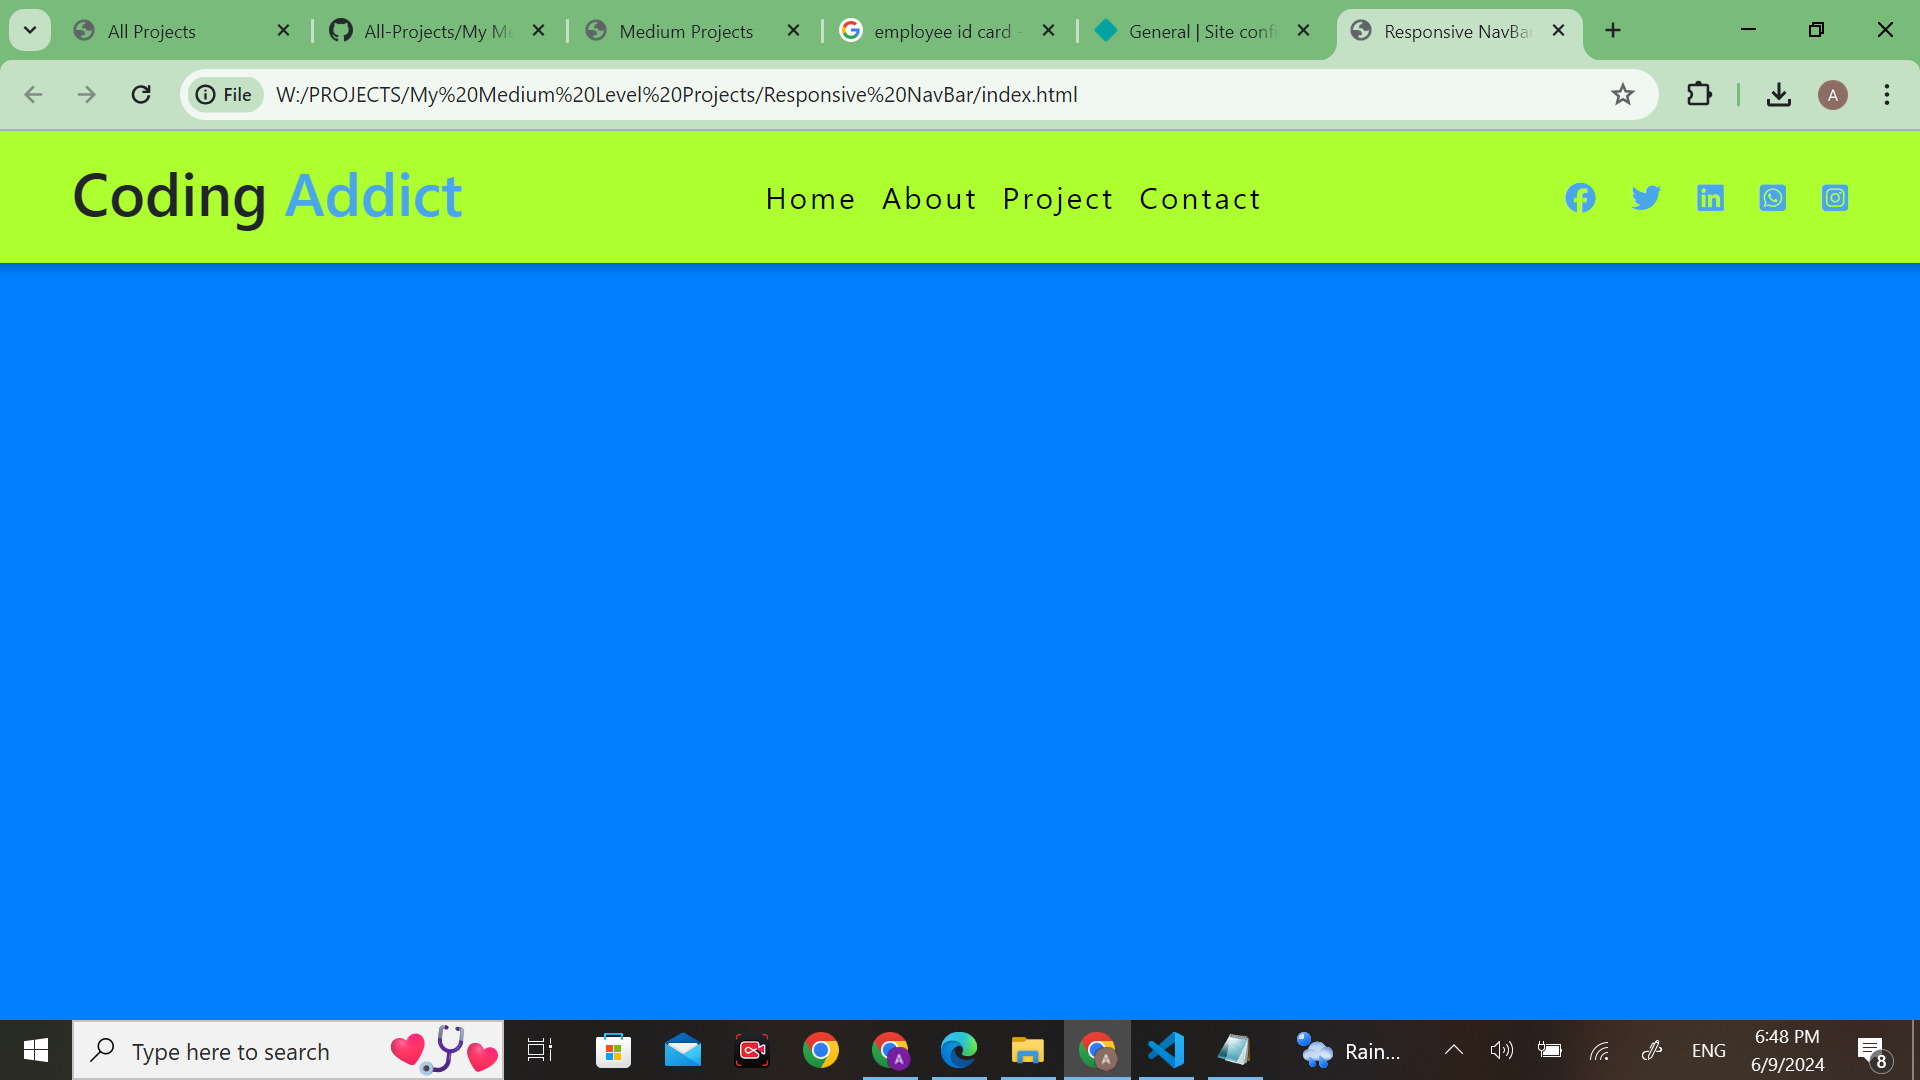 All Projects
All-Projects/My Me
Medium Projects
employee id card -
General | Site confi
Responsive NavBar
File
W:/PROJECTS/My%20Medium%20Level%20Projects/Responsive%20NavBar/index.html
A
Coding Addict
Home About Project Contact
Type here to search
A
A
Rain...
ENG
6:48 PM
6/9/2024
8